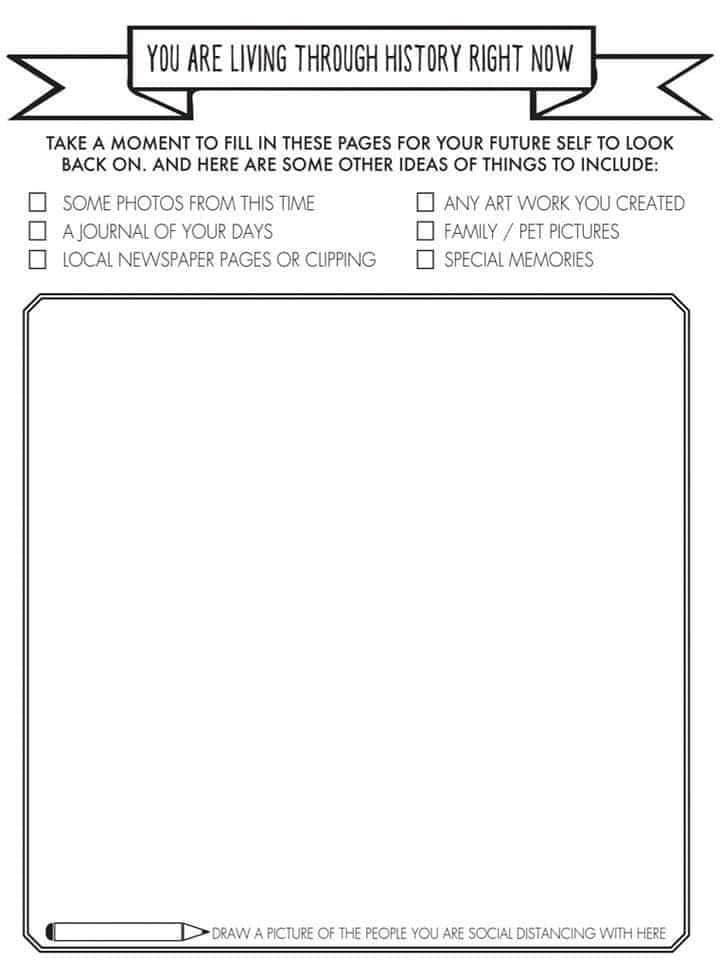 YOU ARE LIVING THROUGH HISTORY RIGHT NOW
TAKE A MOMENT TO FILL IN THESE PAGES FOR YOUR FUTURE SELF TO LOOK
BACK ON. AND HERE ARE SOME OTHER IDEAS OF THINGS TO INCLUDE:
SOME PHOTOS FROM THIS TIME
A JOURNAL OF YOUR DAYS
LOCAL NEWSPAPER PAGES OR CLIPPING
ANY ART WORK YOU CREATED
FAMILY / PET PICTURES
SPECIAL MEMORIES
DRAW A PICTURE OF THE PEOPLE YOU ARE SOCIAL DISTANCING WITH HERE